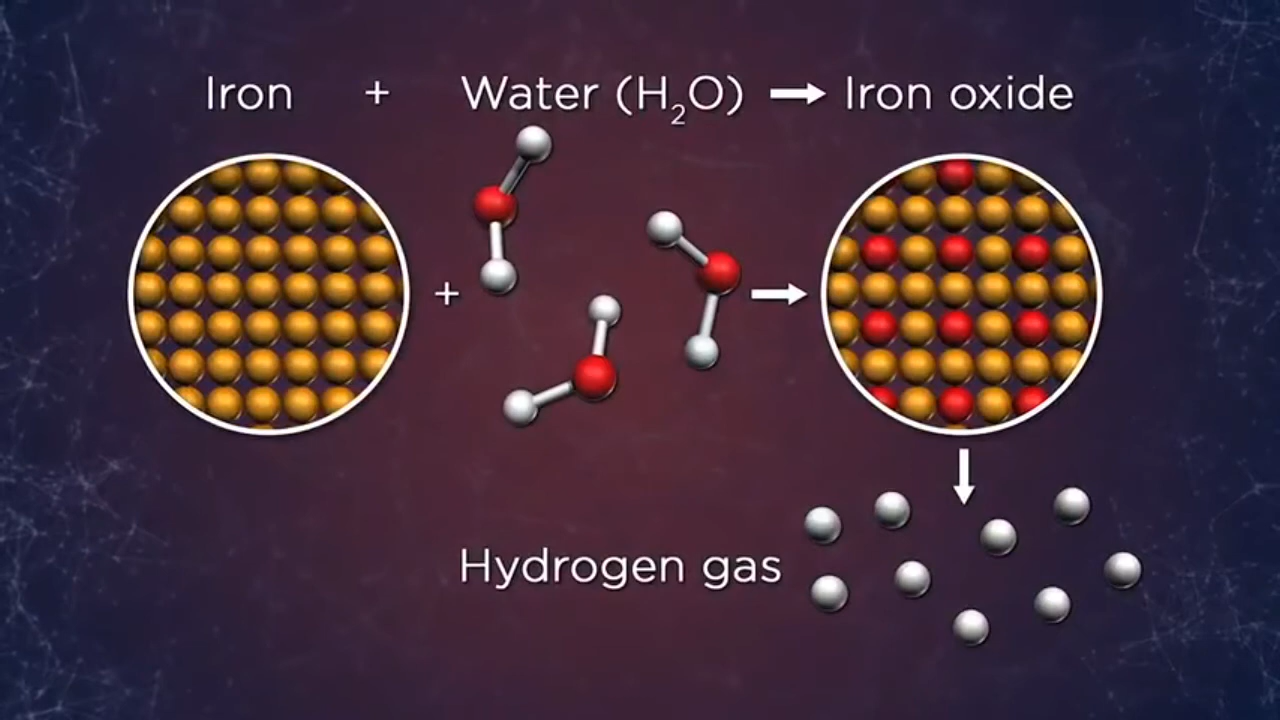 Iron + Water (H₂O) → Iron oxide
+ →
Hydrogen gas